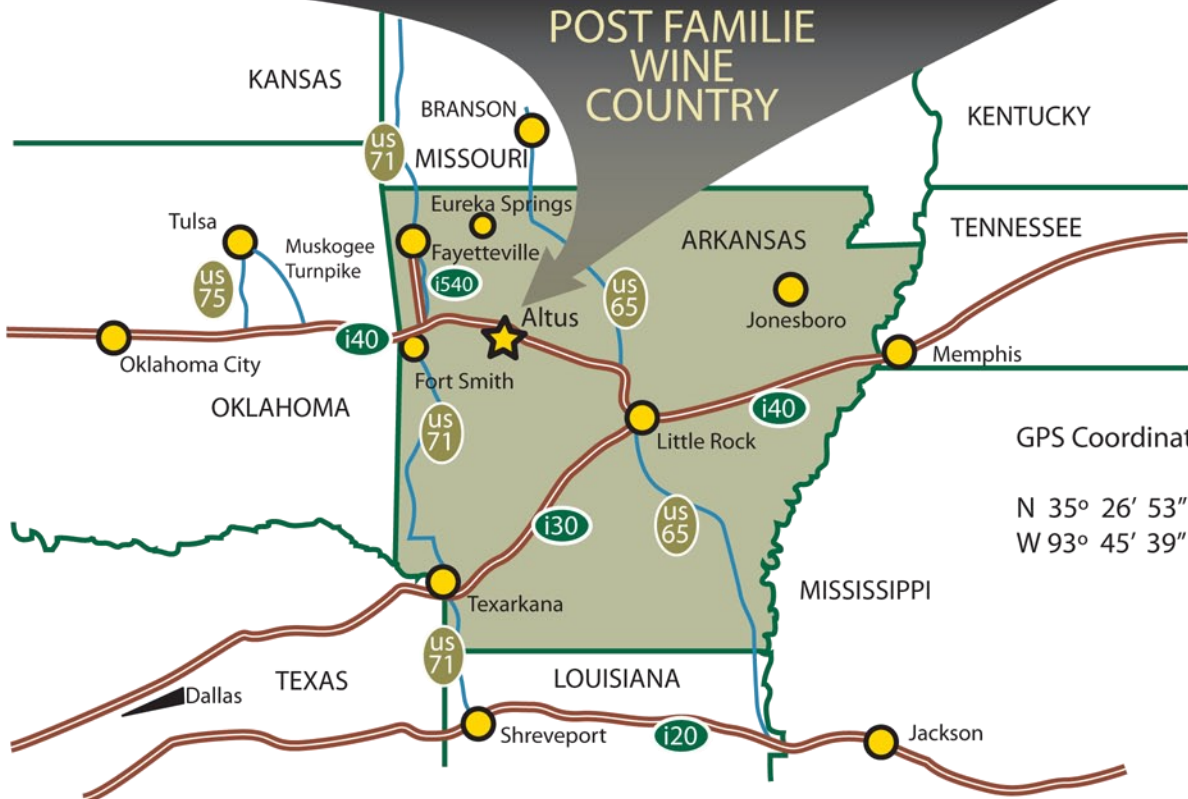 POST FAMILIE
WINE
COUNTRY
KANSAS
BRANSON
KENTUCKY
us
71
MISSOURI
Eureka Springs
Tulsa
Muskogee
Turnpike
Fayetteville
ARKANSAS
TENNESSEE
us
75
i540
us
65
Altus
Jonesboro
i40
Oklahoma City
Fort Smith
Memphis
OKLAHOMA
us
71
i40
Little Rock
GPS Coordinat
i30
us
65
N 35º 26' 53"
W 93º 45' 39"
Texarkana
MISSISSIPPI
us
71
TEXAS
LOUISIANA
Dallas
Shreveport
i20
Jackson